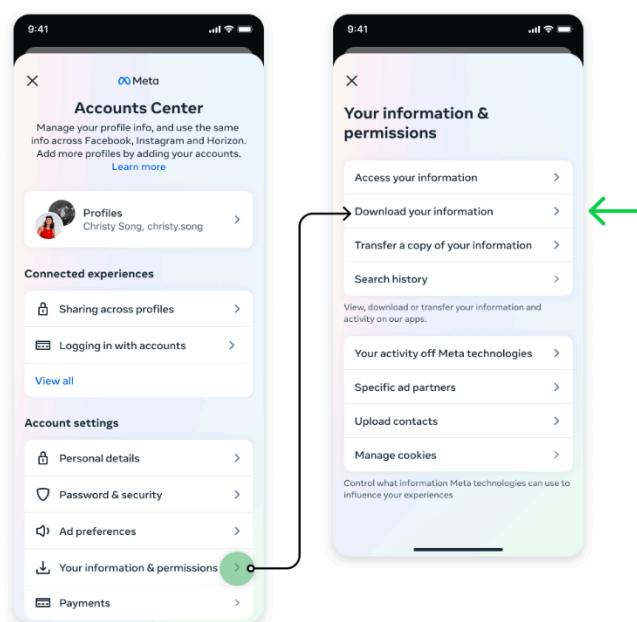 9:41
Meta
Accounts Center
Manage your profile info, and use the same
info across Facebook, Instagram and Horizon.
Add more profiles by adding your accounts.
Learn more
Profiles
Christy Song, christy.song
Connected experiences
Sharing across profiles
Logging in with accounts
View all
Account settings
Personal details
Password & security
Ad preferences
Your information & permissions
Payments
9:41
Your information &
permissions
Access your information
Download your information
Transfer a copy of your information
Search history
View, download or transfer your information and
activity on our apps.
Your activity off Meta technologies
Specific ad partners
Upload contacts
Manage cookies
Control what information Meta technologies can use to
influence your experiences